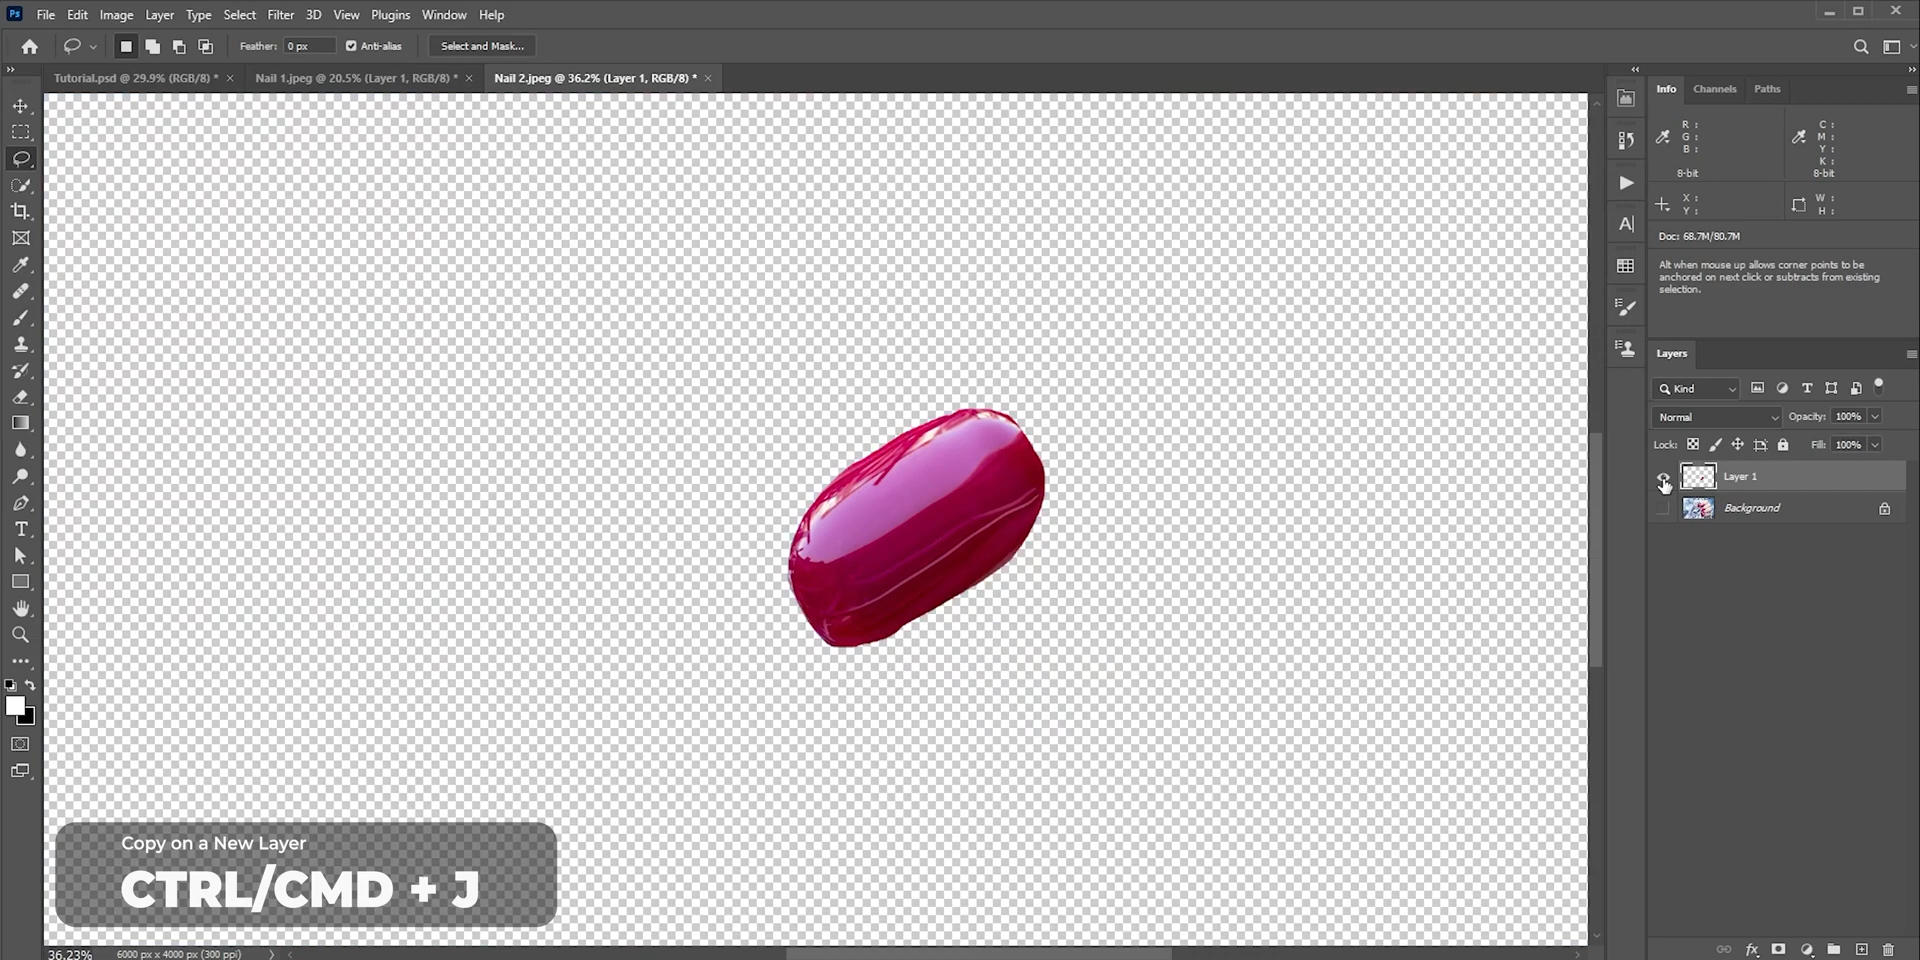 Ps File Edit Image Layer Type Select Filter 3D View Plugins Window Help
Feather: 0 px Anti-alias Select and Mask...
Tutorial.psd @ 29.9% (RGB/8) * × Nail 1.jpeg @ 20.5% (Layer 1, RGB/8) * × Nail 2.jpeg @ 36.2% (Layer 1, RGB/8) * ×
Info Channels Paths
R : C :
G : M :
B : Y :
K :
8-bit 8-bit
X : W :
Y : H :
Doc: 68.7M/80.7M
Alt when mouse up allows corner points to be
anchored on next click or subtracts from existing
selection.
Layers
Kind
Normal Opacity: 100%
Lock: Fill: 100%
Layer 1
Background
Copy on a New Layer
CTRL/CMD + J
36.23% 6000 px x 4000 px (300 ppi)